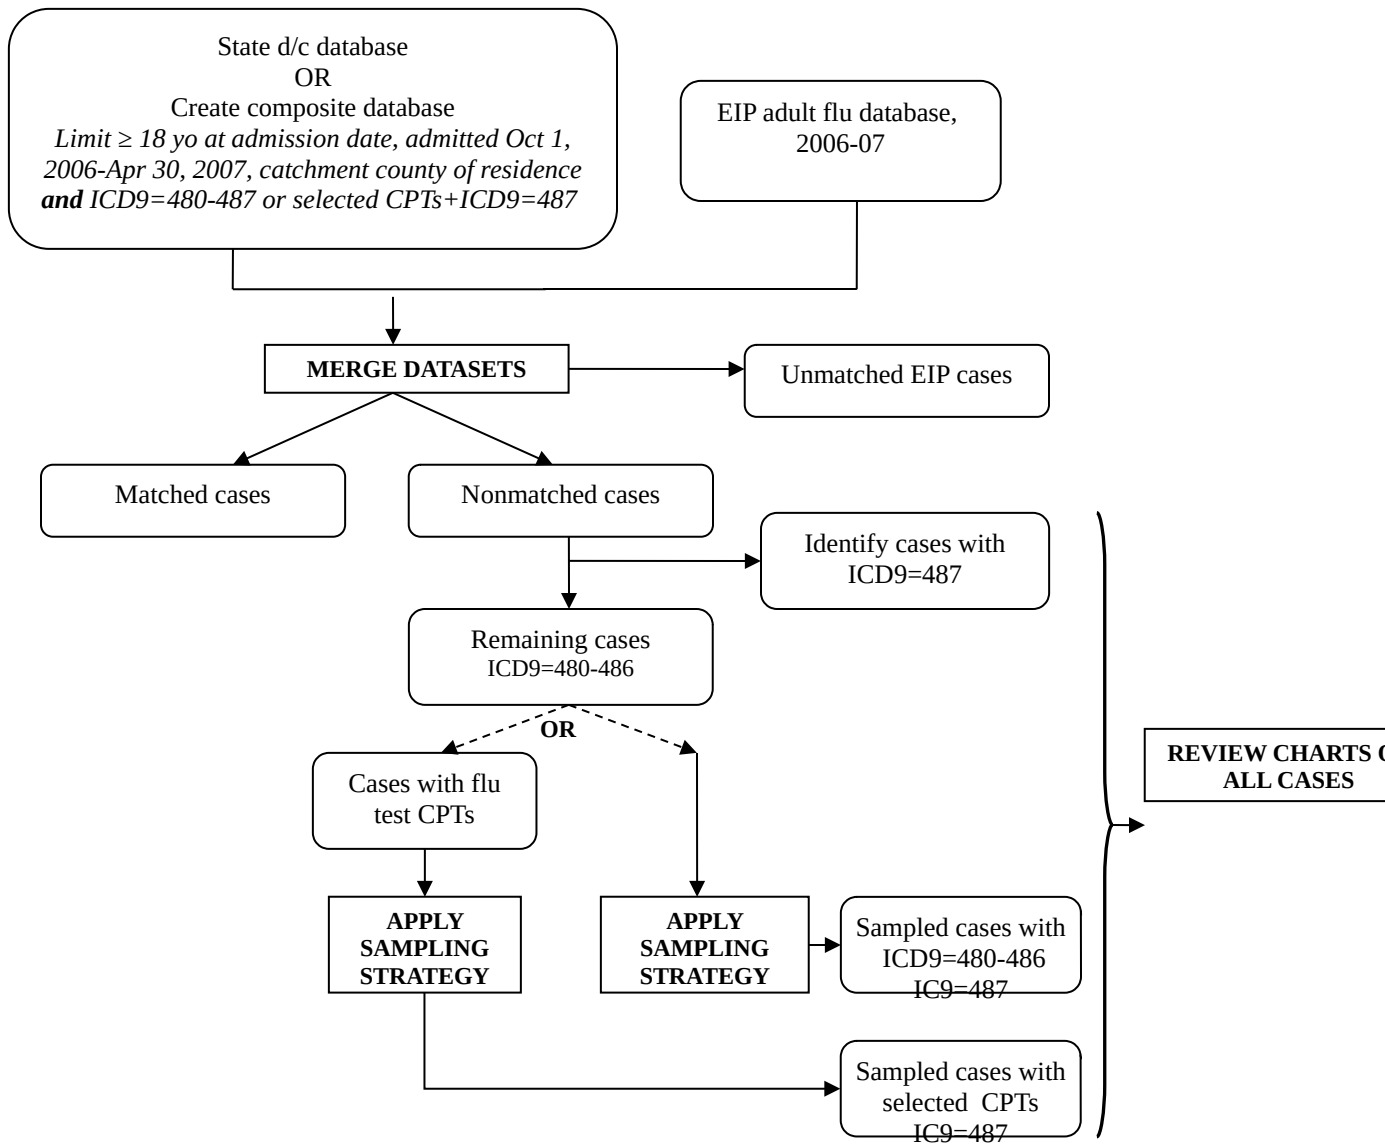 State d/c database
OR
Create composite database
Limit ≥ 18 yo at admission date, admitted Oct 1,
2006-Apr 30, 2007, catchment county of residence
and ICD9=480-487 or selected CPTs+ICD9=487
EIP adult flu database,
2006-07
MERGE DATASETS
Unmatched EIP cases
Matched cases
Nonmatched cases
Identify cases with
ICD9=487
Remaining cases
ICD9=480-486
OR
Cases with flu
test CPTs
REVIEW CHARTS
ALL CASES
APPLY
SAMPLING
STRATEGY
APPLY
SAMPLING
STRATEGY
Sampled cases with
ICD9=480-486
IC9=487
Sampled cases with
selected CPTs
IC9=487